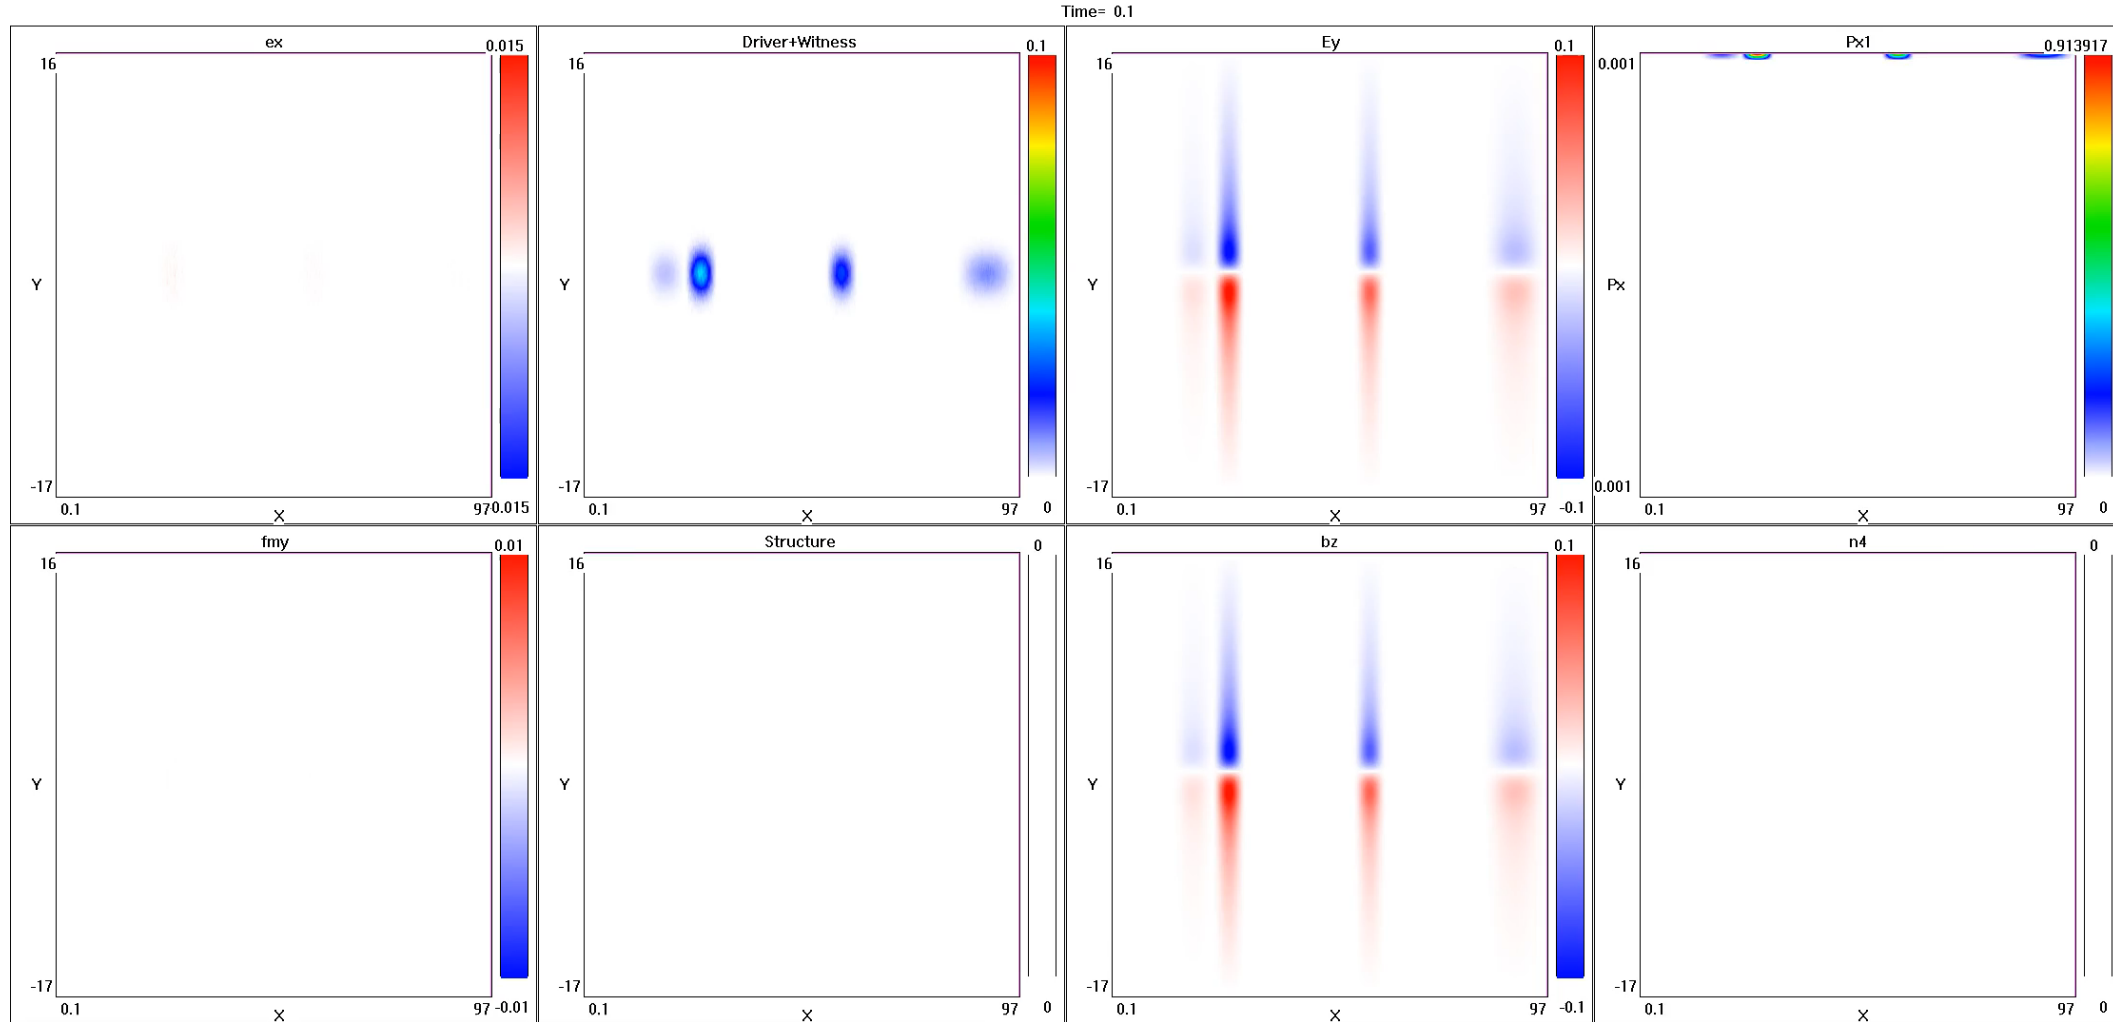 Time= 0.1
ex
0.015
16
Y
-17
0.1
X
97
0.015
Driver+Witness
0.1
16
Y
-17
0.1
X
97
0
Ey
0.1
16
Y
-17
0.1
X
97
-0.1
Px1
0.913917
0.001
Px
0.001
0.1
X
97
0
fmy
0.01
16
Y
-17
0.1
X
97
-0.01
Structure
0
16
Y
-17
0.1
X
97
0
bz
0.1
16
Y
-17
0.1
X
97
-0.1
n4
0
16
Y
-17
0.1
X
97
0